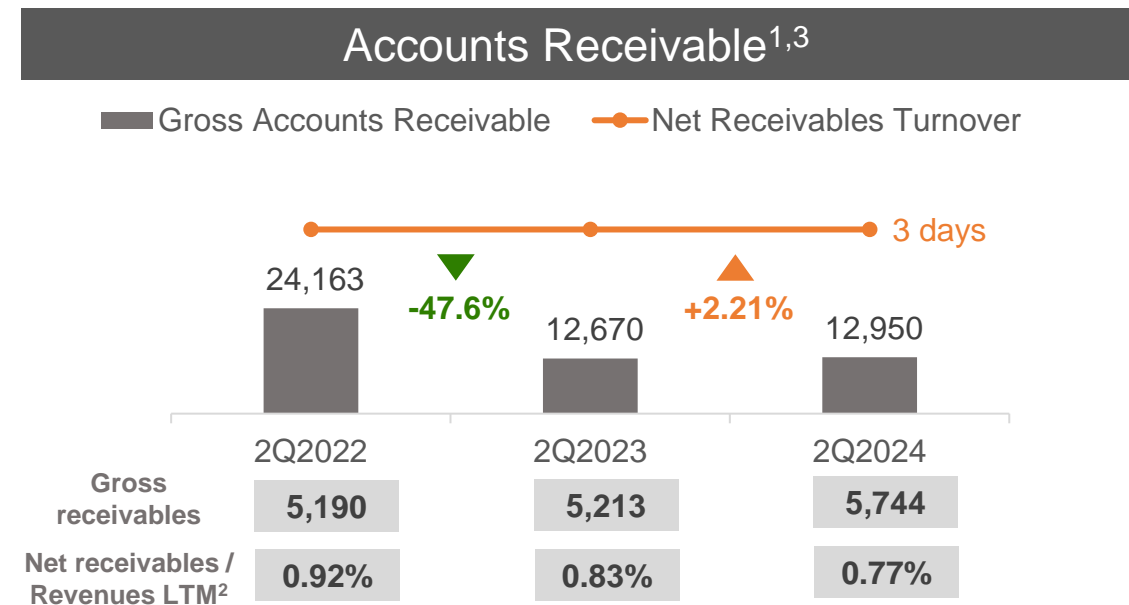 Accounts Receivable1,3
Gross Accounts Receivable Net Receivables Turnover
3 days
24,163
-47.6%
+2.21%
12,670
12,950
2Q2022 2Q2023 2Q2024
Gross
receivables
5,190 5,213 5,744
Net receivables /
Revenues LTM2
0.92% 0.83% 0.77%